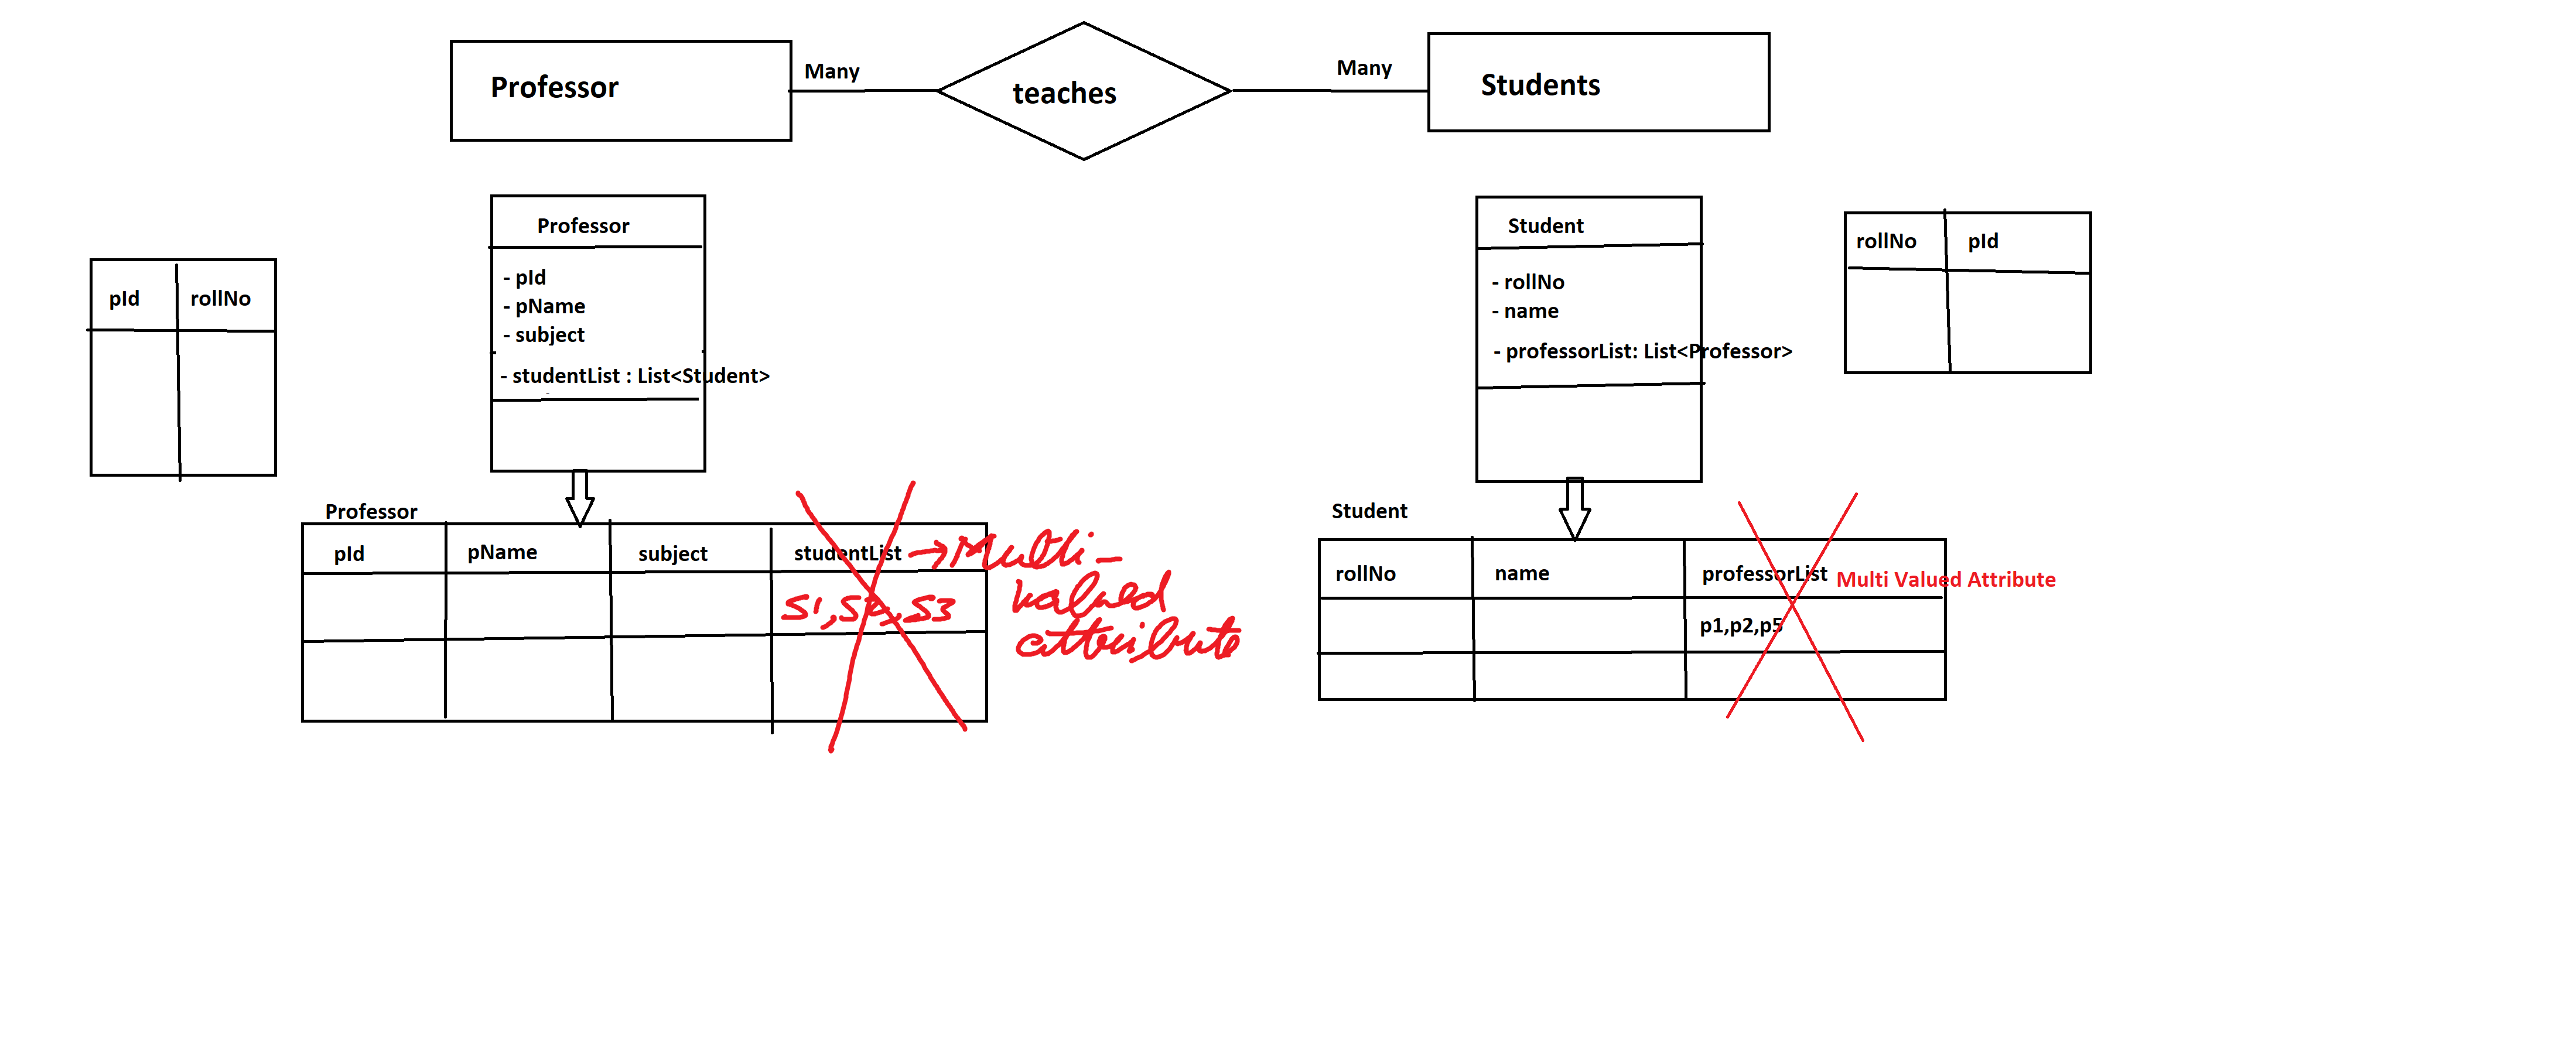 Professor
Many
teaches
Many
Students
pId rollNo
Professor
- pId
- pName
- subject
- studentList : List<Student>
Student
- rollNo
- name
- professorList: List<Professor>
rollNo pId
Professor
pId pName subject studentList
S1,S2,S3
→Multi-
valued
attribute
Student
rollNo name professorList
Multi Valued Attribute
p1,p2,p5